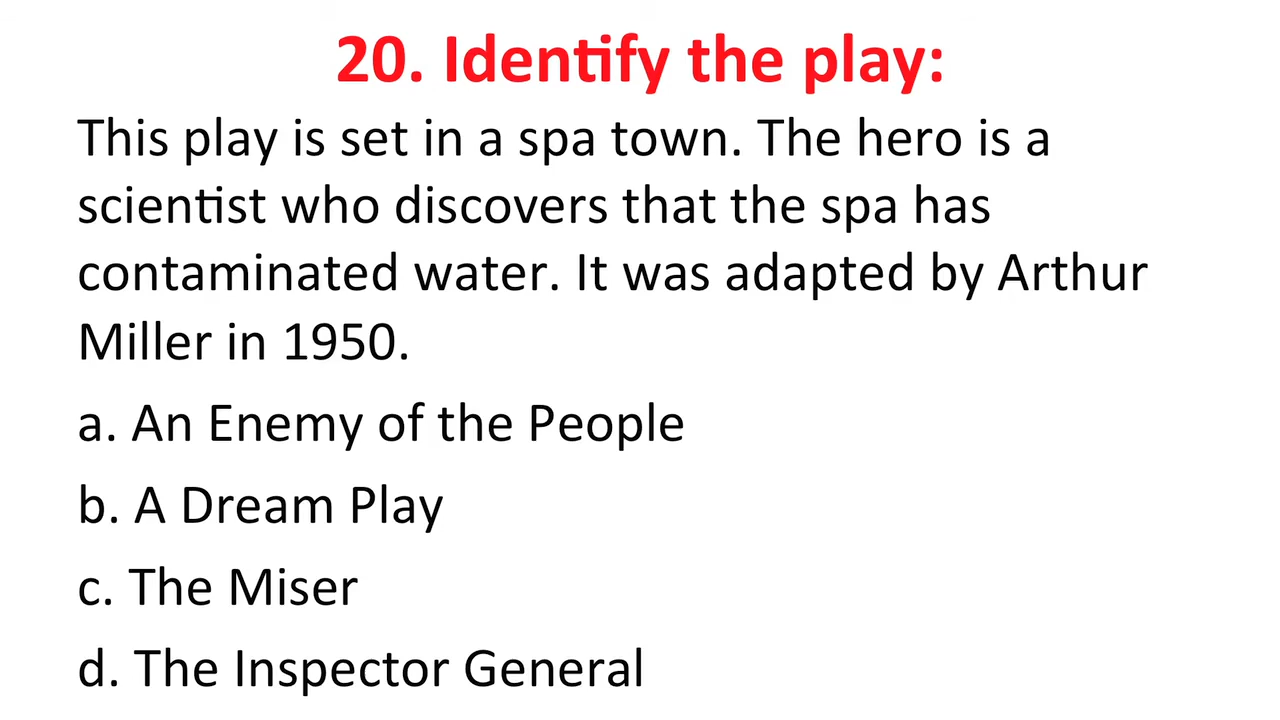 20. Identify the play:
This play is set in a spa town. The hero is a
scientist who discovers that the spa has
contaminated water. It was adapted by Arthur
Miller in 1950.
a. An Enemy of the People
b. A Dream Play
c. The Miser
d. The Inspector General